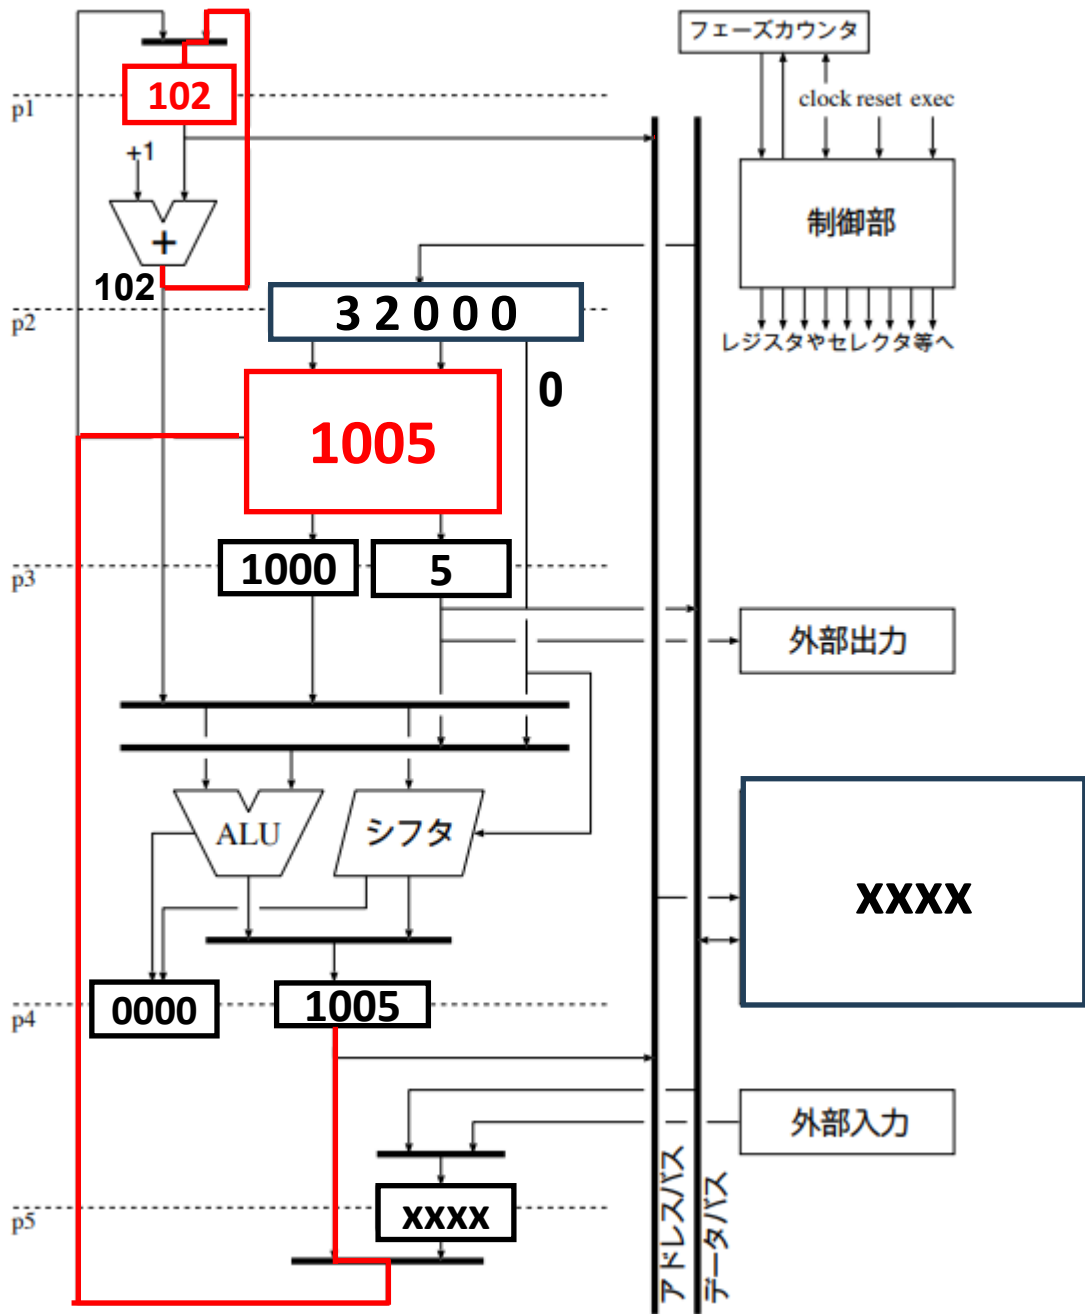 フェーズカウンタ
102
p1
clock reset exec
+1
制御部
+
102
3 2 0 0 0
p2
レジスタやセレクタ等へ
0
1005
1000
5
p3
外部出力
ALU
シフタ
xxxx
0000
1005
p4
外部入力
アドレスバス
データバス
xxxx
p5